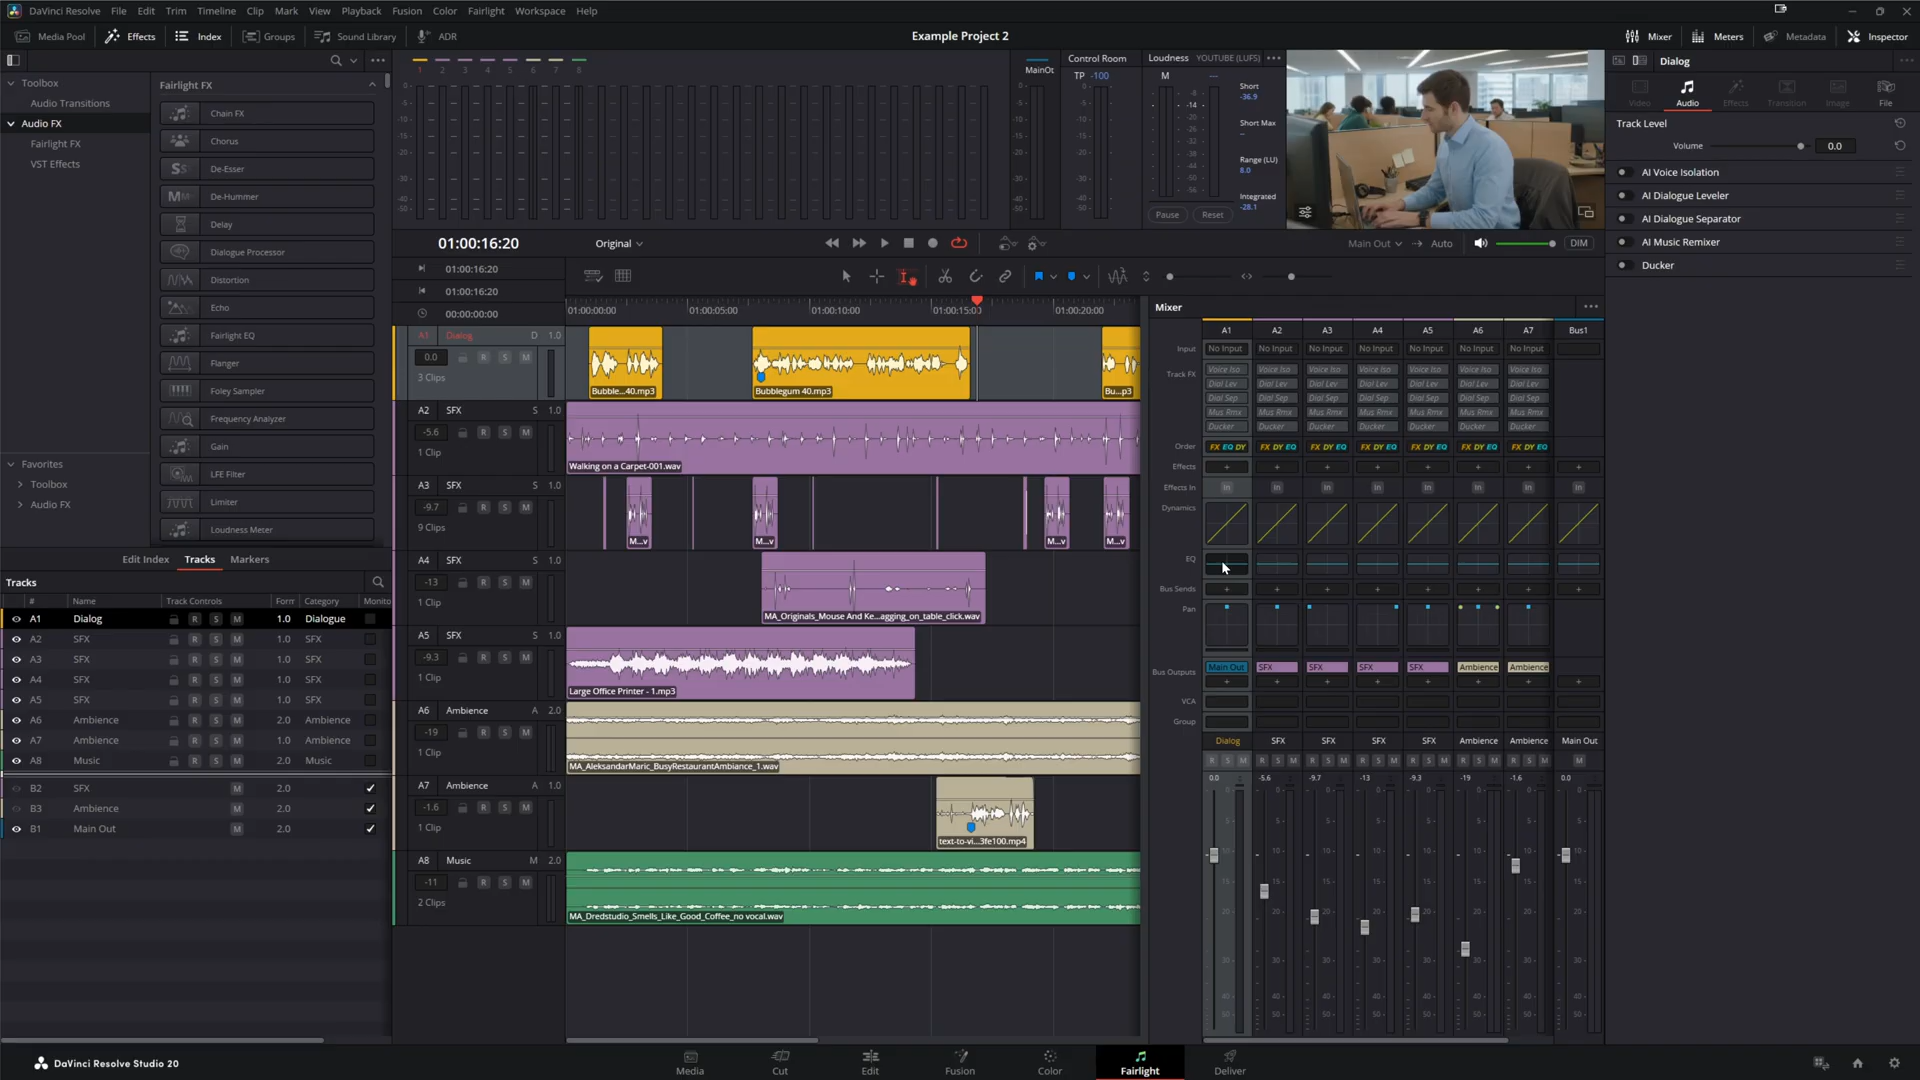 DaVinci Resolve File Edit Trim Timeline Clip Mark View Playback Fusion Color Fairlight Workspace Help
Media Pool Effects Index Groups Sound Library ADR
Example Project 2
Mixer Meters Metadata Inspector
Toolbox
Audio Transitions
Audio FX
Fairlight FX
VST Effects
Favorites
Toolbox
Audio FX
Fairlight FX
Chain FX
Chorus
De-Esser
De-Hummer
Delay
Dialogue Processor
Distortion
Echo
Fairlight EQ
Flanger
Foley Sampler
Frequency Analyzer
Gain
LFE Filter
Limiter
Loudness Meter
Edit Index Tracks Markers
Tracks
# Name Track Controls Form Category Monito
A1 Dialog R S M 1.0 Dialogue
A2 SFX R S M 1.0 SFX
A3 SFX R S M 1.0 SFX
A4 SFX R S M 1.0 SFX
A5 SFX R S M 1.0 SFX
A6 Ambience R S M 2.0 Ambience
A7 Ambience R S M 1.0 Ambience
A8 Music R S M 2.0 Music
B2 SFX M 2.0
B3 Ambience M 2.0
B1 Main Out M 2.0
1 2 3 4 5 6 7 8
MainOt
Control Room
TP -100
Loudness YOUTUBE (LUFS)
M
Short
-36.9
Short Max
Range (LU)
8.0
Integrated
-28.1
Pause Reset
01:00:16:20
Original
Main Out Auto DIM
01:00:16:20
01:00:16:20
00:00:00:00
01:00:00:00 01:00:05:00 01:00:10:00 01:00:15:00 01:00:20:00
A1 Dialog D 1.0
0.0 R S M
3 Clips
Bubble...40.mp3
Bubblegum 40.mp3
Bu...p3
A2 SFX S 1.0
-5.6 R S M
1 Clip
Walking on a Carpet-001.wav
A3 SFX S 1.0
-9.7 R S M
9 Clips
M...v M...v M...v M...v
A4 SFX S 1.0
-13 R S M
1 Clip
MA_Originals_Mouse And Ke...agging_on_table_click.wav
A5 SFX S 1.0
-9.3 R S M
1 Clip
Large Office Printer - 1.mp3
A6 Ambience A 2.0
-19 R S M
1 Clip
MA_AleksandarMaric_BusyRestaurantAmbiance_1.wav
A7 Ambience A 1.0
-1.6 R S M
1 Clip
text-to-vi...3fe100.mp4
A8 Music M 2.0
-11 R S M
2 Clips
MA_Dredstudio_Smells_Like_Good_Coffee_no vocal.wav
Mixer
A1 A2 A3 A4 A5 A6 A7 Bus1
Input No Input No Input No Input No Input No Input No Input No Input
Track FX Voice Iso Voice Iso Voice Iso Voice Iso Voice Iso Voice Iso Voice Iso
Dial Lev Dial Lev Dial Lev Dial Lev Dial Lev Dial Lev Dial Lev
Dial Sep Dial Sep Dial Sep Dial Sep Dial Sep Dial Sep Dial Sep
Mus Rmx Mus Rmx Mus Rmx Mus Rmx Mus Rmx Mus Rmx Mus Rmx
Ducker Ducker Ducker Ducker Ducker Ducker Ducker
Order FX EQ DY FX DY EQ FX DY EQ FX DY EQ FX DY EQ FX DY EQ FX DY EQ
Effects + + + + + + + +
Effects In In In In In In In In In
Dynamics
EQ
Bus Sends + + + + + + + +
Pan
Bus Outputs Main Out SFX SFX SFX SFX Ambience Ambience
+ + + + + + + +
VCA
Group
Dialog SFX SFX SFX SFX Ambience Ambience Main Out
R S M R S M R S M R S M R S M R S M R S M M
0.0 -5.6 -9.7 -13 -9.3 -19 -1.6 0.0
Dialog
Video Audio Effects Transition Image File
Track Level
Volume 0.0
AI Voice Isolation
AI Dialogue Leveler
AI Dialogue Separator
AI Music Remixer
Ducker
DaVinci Resolve Studio 20
Media Cut Edit Fusion Color Fairlight Deliver